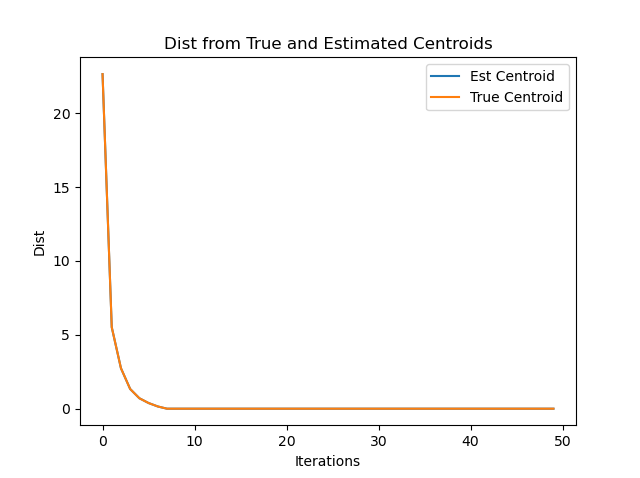 Dist from True and Estimated Centroids
Est Centroid
True Centroid
20
15
10
5
0
Dist
0 10 20 30 40 50
Iterations